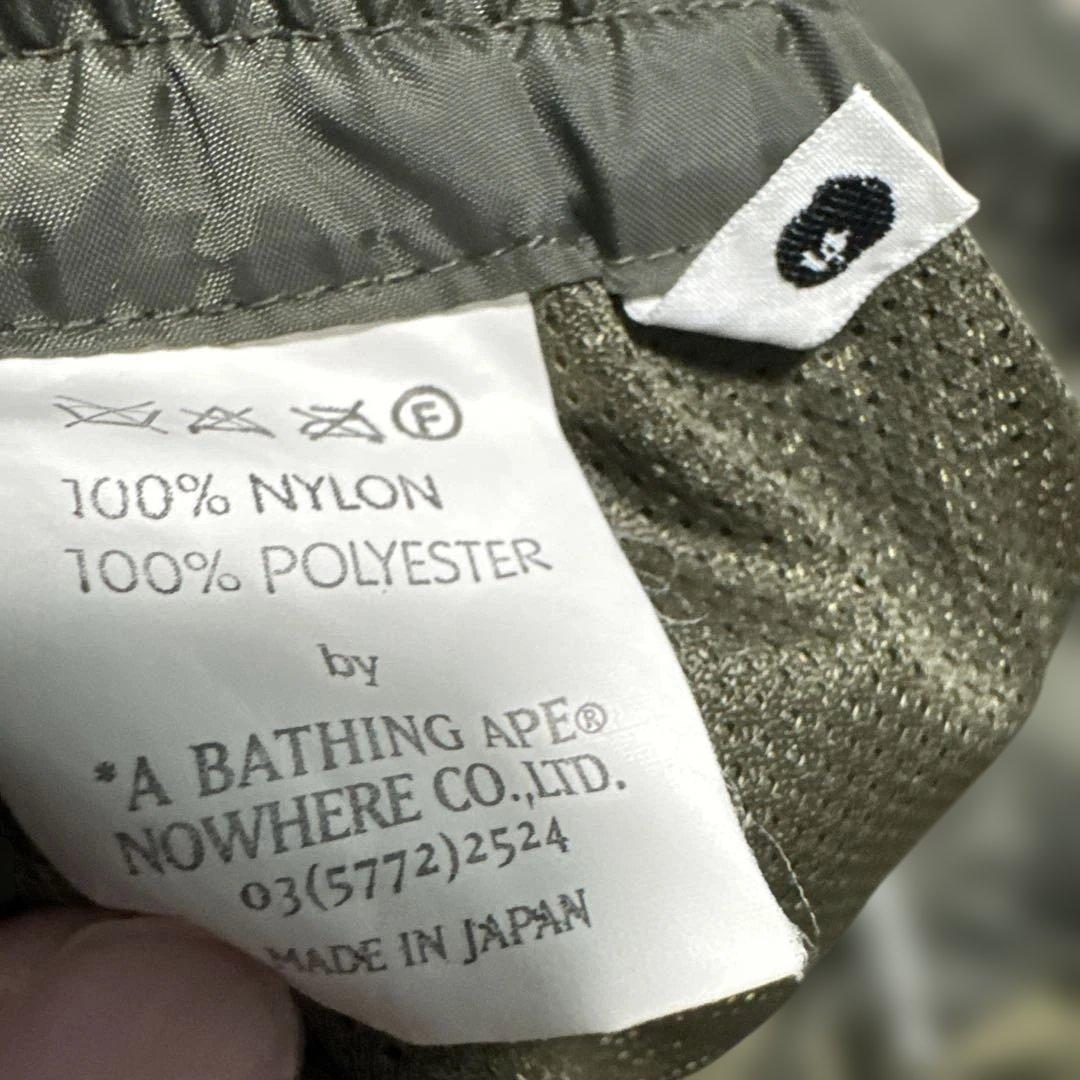 F
100% NYLON
100% POLYESTER
by
*A BATHING APE®
NOWHERE CO.,LTD.
03(5772)2524
MADE IN JAPAN